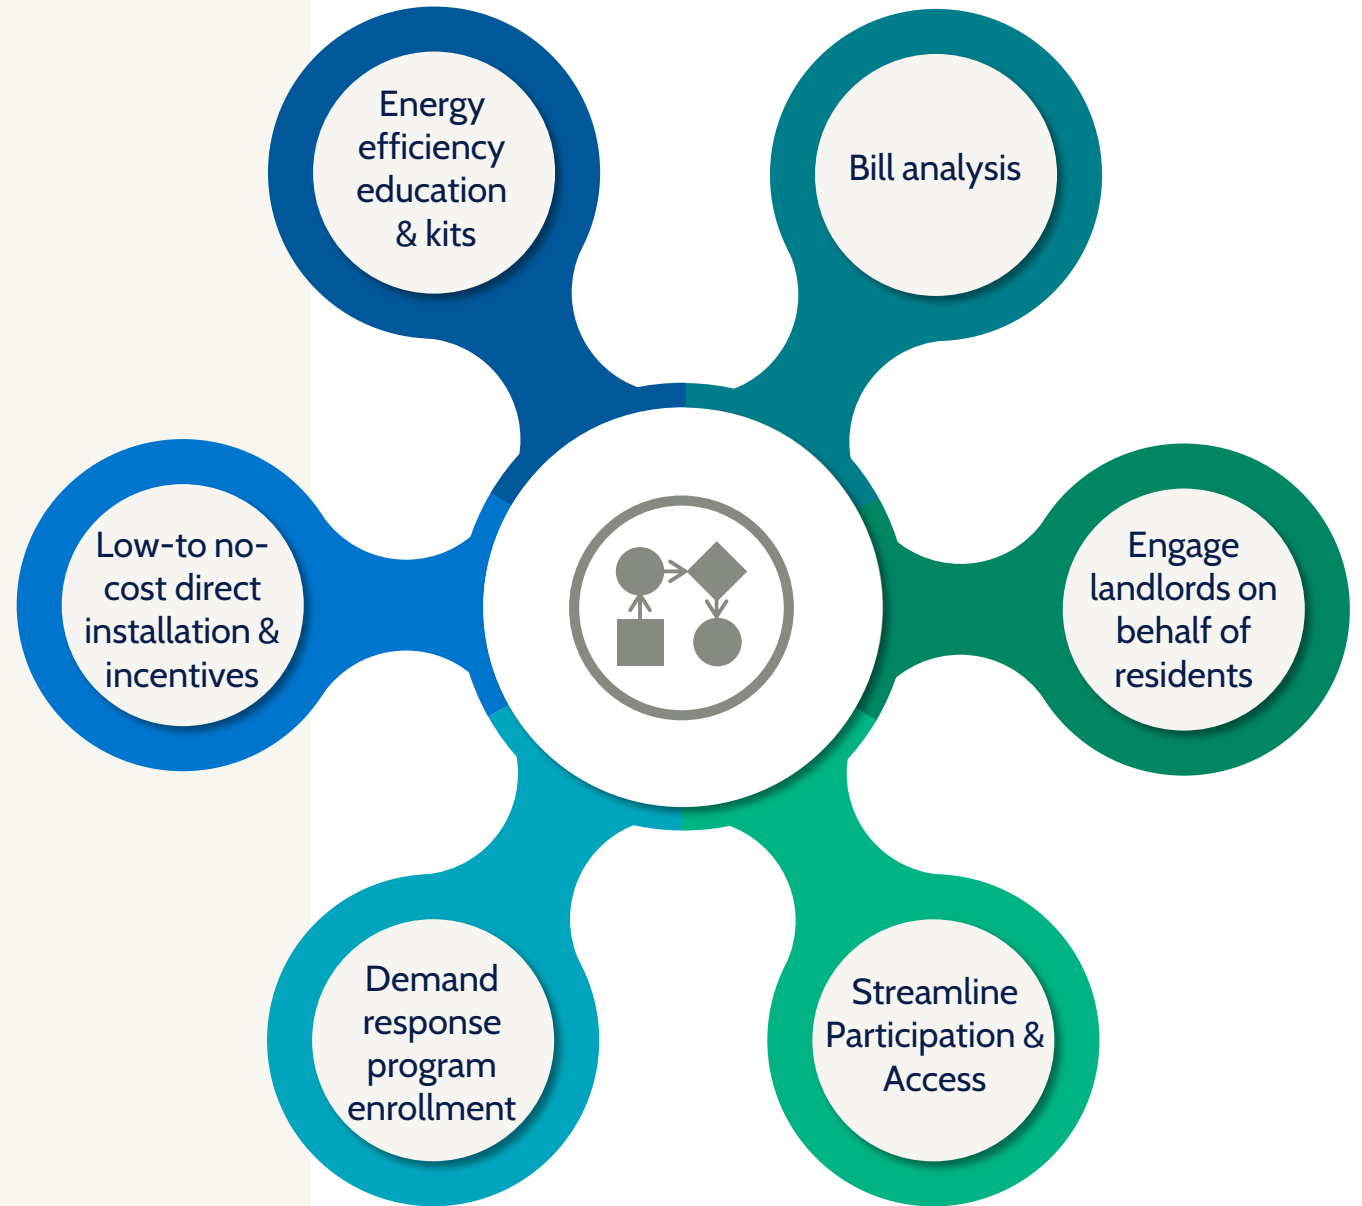 Energy
efficiency
education
& kits
Bill analysis
Low-to no-
cost direct
installation &
incentives
Engage
landlords on
behalf of
residents
Demand
response
program
enrollment
Streamline
Participation &
Access